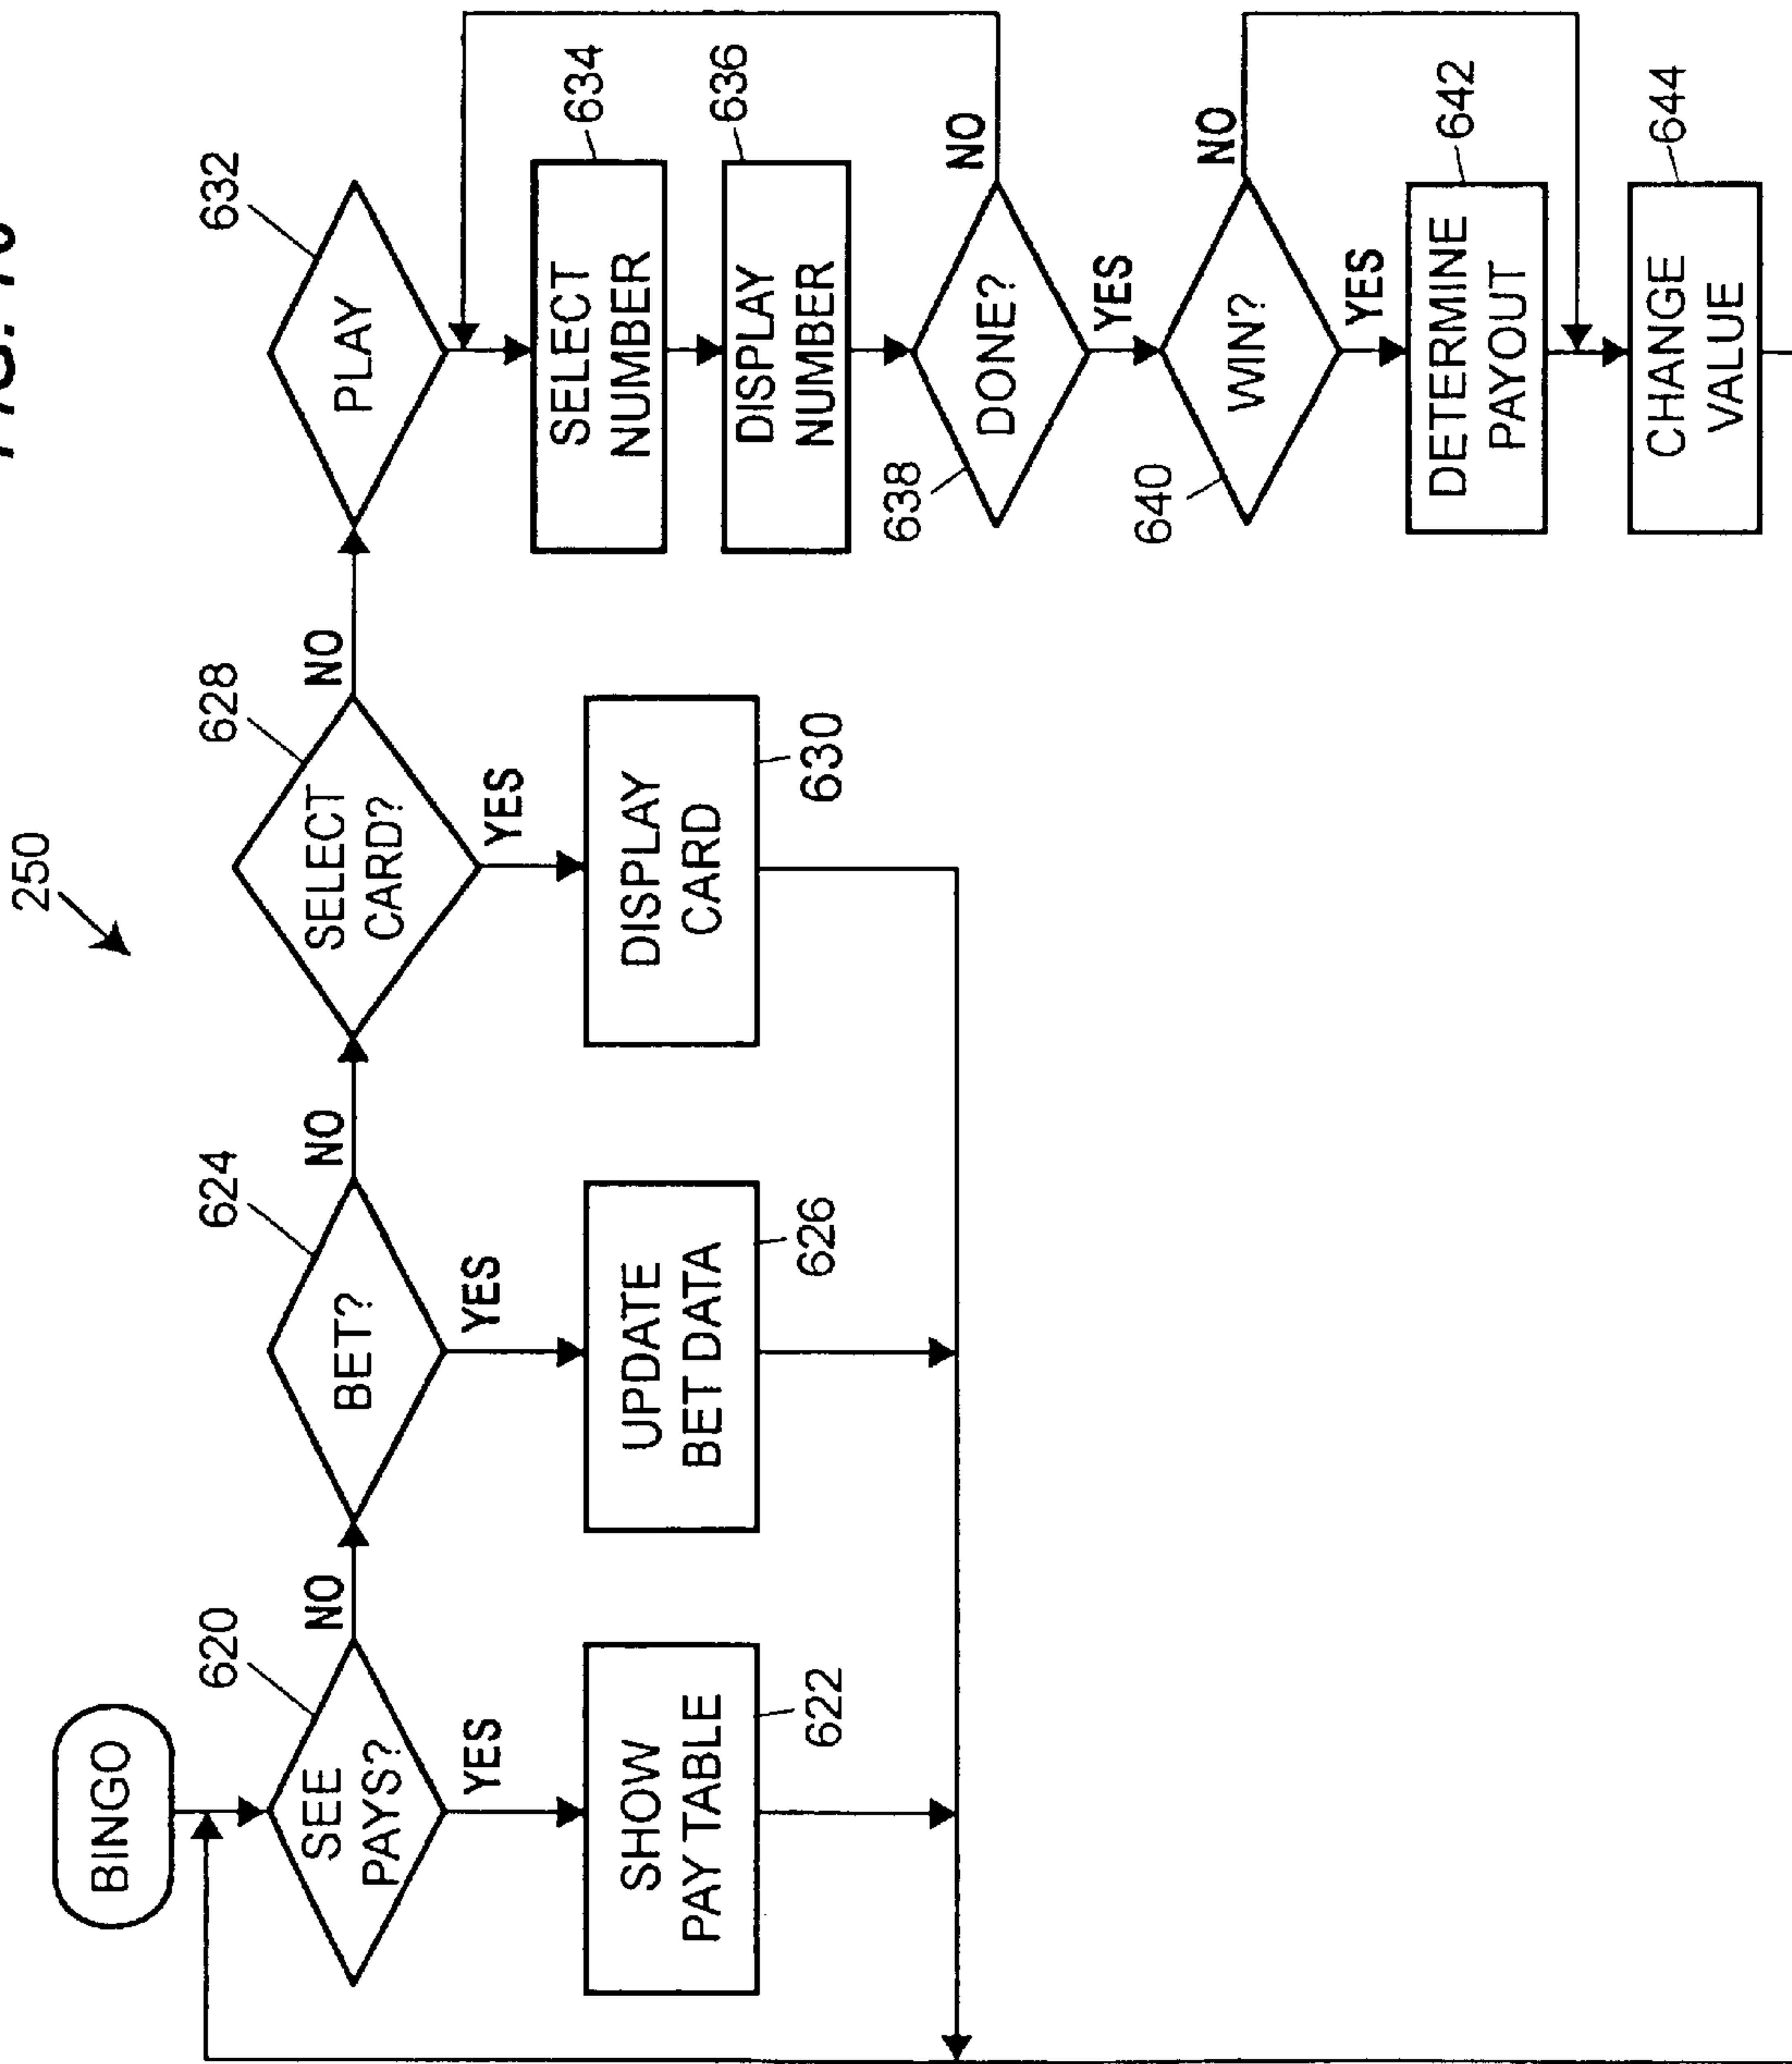 250
BINGO
620
SEE
PAYS?
NO
YES
SHOW
PAY TABLE
622
624
BET?
NO
YES
UPDATE
BET DATA
626
628
SELECT
CARD?
NO
YES
DISPLAY
CARD
630
632
PLAY
SELECT
NUMBER
634
DISPLAY
NUMBER
636
638
DONE?
NO
YES
640
WIN?
NO
YES
DETERMINE
PAYOUT
642
CHANGE
VALUE
644